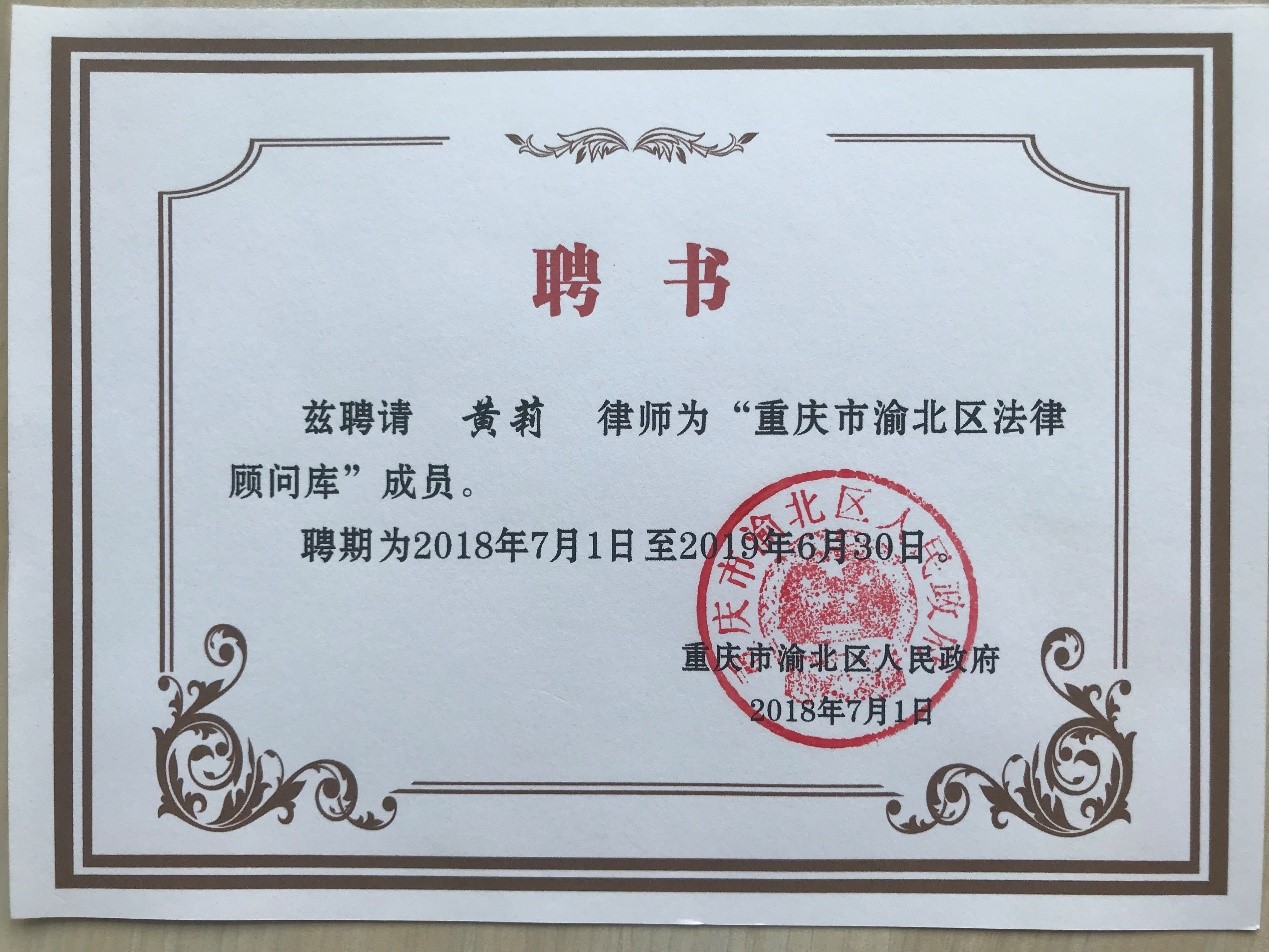 聘 书
兹聘请 黄莉 律师为“重庆市渝北区法律
顾问库”成员。
聘期为2018年7月1日至2019年6月30日。
重庆市渝北区人民政府
重庆市渝北区人民政府
2018年7月1日